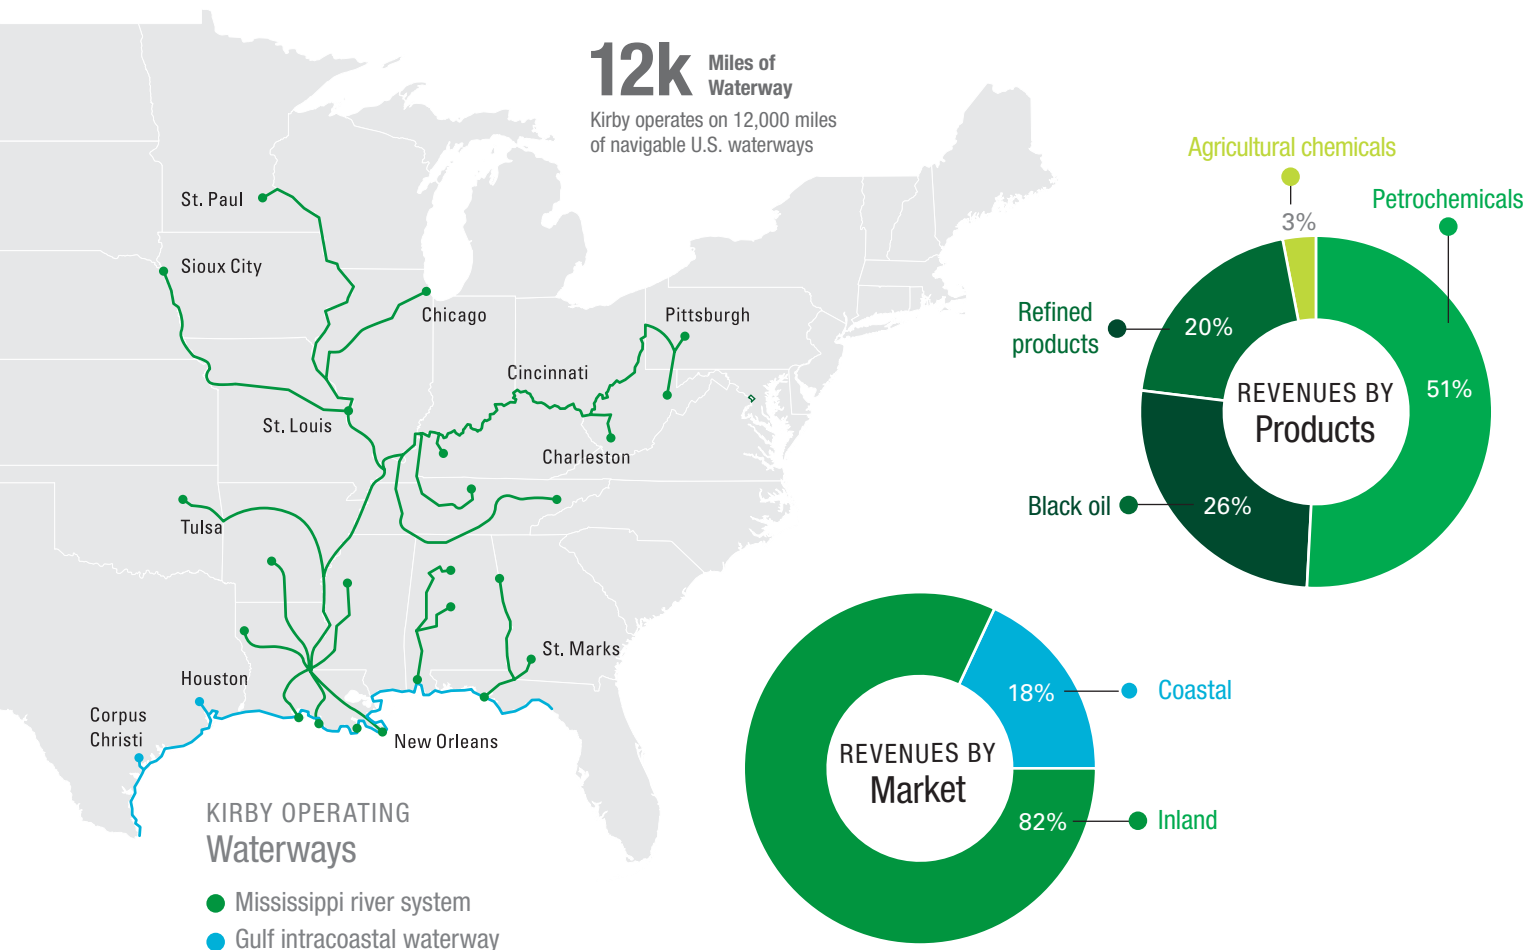 12k
Miles of
Waterway
Kirby operates on 12,000 miles
of navigable U.S. waterways
St. Paul
Sioux City
Chicago
Pittsburgh
Cincinnati
St. Louis
Charleston
Tulsa
St. Marks
Houston
Corpus
Christi
New Orleans
KIRBY OPERATING
Waterways
Mississippi river system
Gulf intracoastal waterway
Agricultural chemicals
3%
Petrochemicals
51%
Refined
products
20%
Black oil
26%
REVENUES BY
Products
REVENUES BY
Market
18%
Coastal
82%
Inland